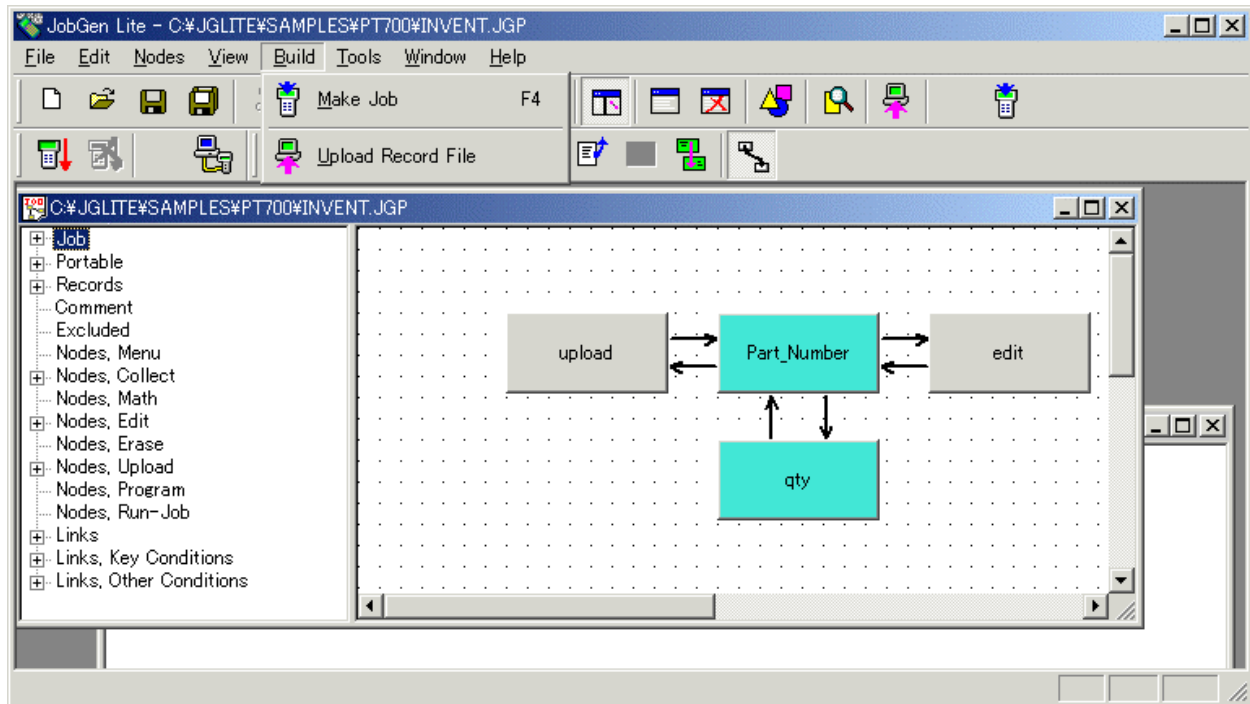 JobGen Lite - C:¥JGLITE¥SAMPLES¥PT700¥INVENT.JGP
File Edit Nodes View Build Tools Window Help
Make Job F4
Upload Record File
C:¥JGLITE¥SAMPLES¥PT700¥INVENT.JGP
Job
Portable
Records
Comment
Excluded
Nodes, Menu
Nodes, Collect
Nodes, Math
Nodes, Edit
Nodes, Erase
Nodes, Upload
Nodes, Program
Nodes, Run-Job
Links
Links, Key Conditions
Links, Other Conditions
upload Part_Number edit
qty